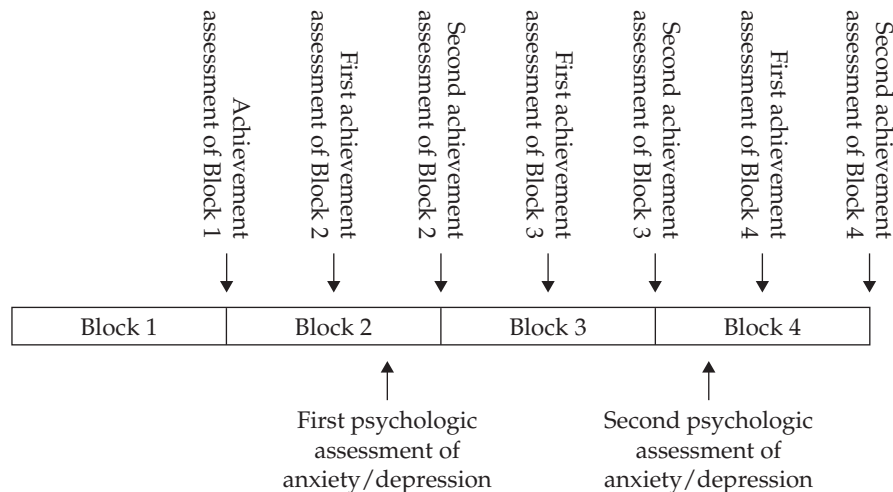 Achievement
assessment of Block 1
First achievement
assessment of Block 2
Second achievement
assessment of Block 2
First achievement
assessment of Block 3
Second achievement
assessment of Block 3
First achievement
assessment of Block 4
Second achievement
assessment of Block 4
Block 1
Block 2
Block 3
Block 4
First psychologic
assessment of
anxiety/depression
Second psychologic
assessment of
anxiety/depression